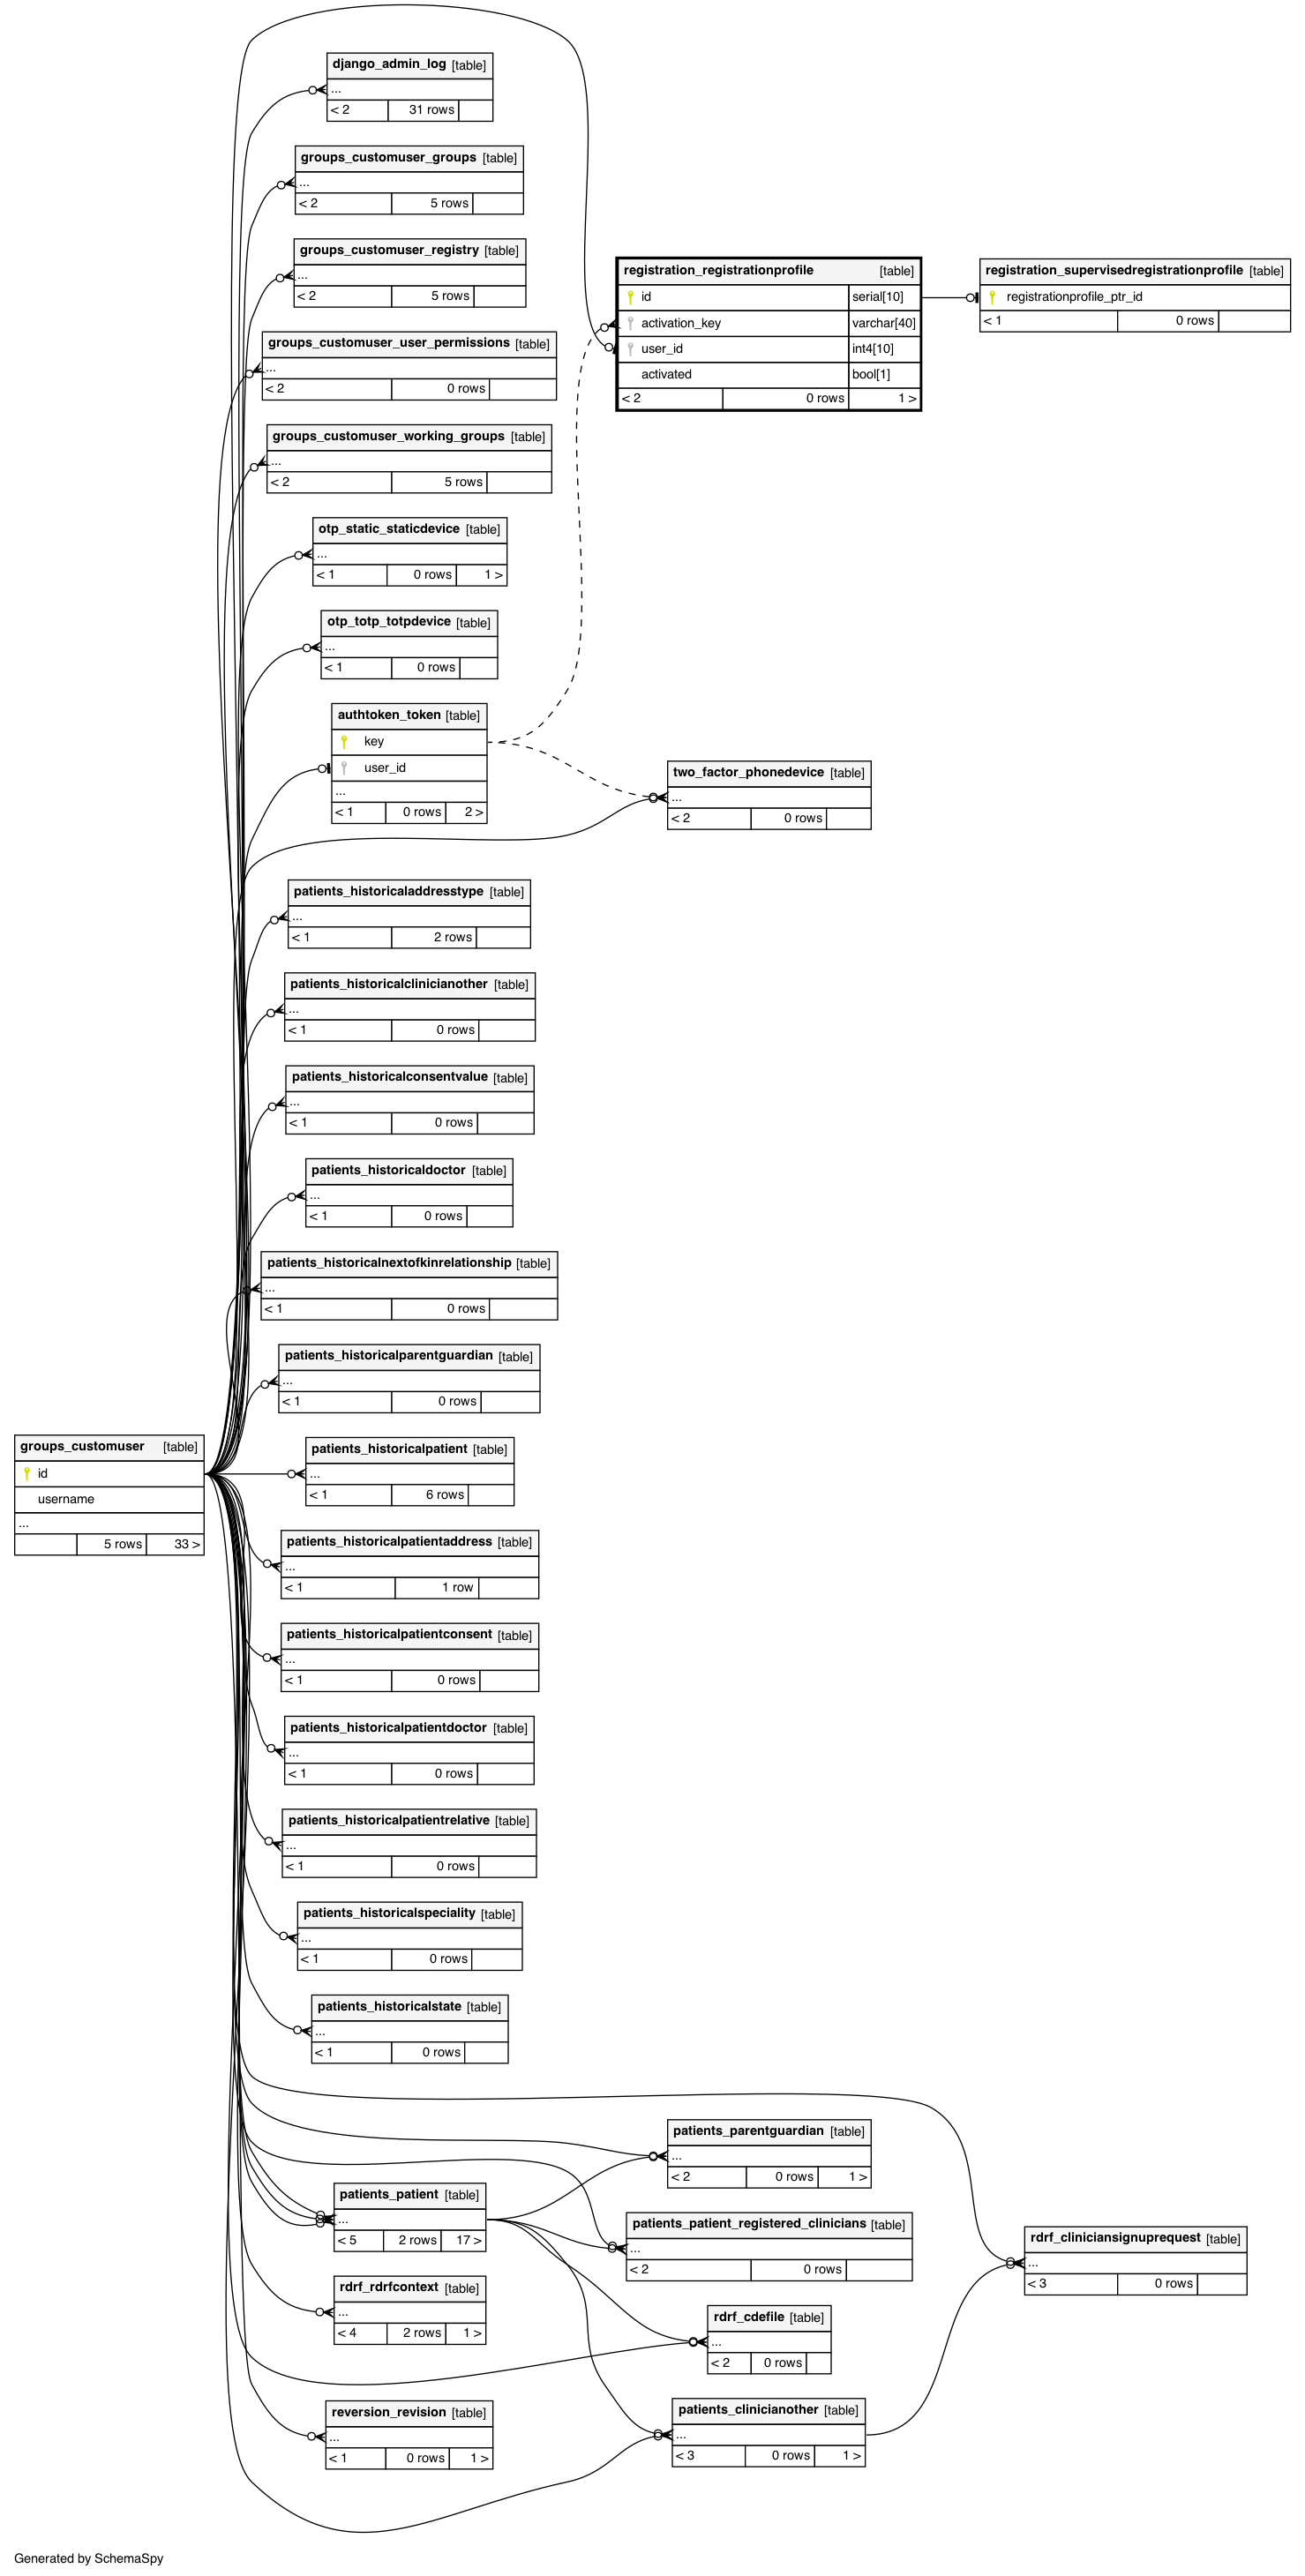 django_admin_log [table]
...
< 2 31 rows
groups_customuser_groups [table]
...
< 2 5 rows
groups_customuser_registry [table]
...
< 2 5 rows
registration_registrationprofile [table]
id serial[10]
activation_key varchar[40]
user_id int4[10]
activated bool[1]
< 2 0 rows 1 >
registration_supervisedregistrationprofile [table]
registrationprofile_ptr_id
< 1 0 rows
groups_customuser_user_permissions [table]
...
< 2 0 rows
groups_customuser_working_groups [table]
...
< 2 5 rows
otp_static_staticdevice [table]
...
< 1 0 rows 1 >
otp_totp_totpdevice [table]
...
< 1 0 rows
authtoken_token [table]
key
user_id
...
< 1 0 rows 2 >
two_factor_phonedevice [table]
...
< 2 0 rows
patients_historicaladdresstype [table]
...
< 1 2 rows
patients_historicalclinicianother [table]
...
< 1 0 rows
patients_historicalconsentvalue [table]
...
< 1 0 rows
patients_historicaldoctor [table]
...
< 1 0 rows
patients_historicalnextofkinrelationship [table]
...
< 1 0 rows
patients_historicalparentguardian [table]
...
< 1 0 rows
groups_customuser [table]
id
username
...
5 rows 33 >
patients_historicalpatient [table]
...
< 1 6 rows
patients_historicalpatientaddress [table]
...
< 1 1 row
patients_historicalpatientconsent [table]
...
< 1 0 rows
patients_historicalpatientdoctor [table]
...
< 1 0 rows
patients_historicalpatientrelative [table]
...
< 1 0 rows
patients_historicalspeciality [table]
...
< 1 0 rows
patients_historicalstate [table]
...
< 1 0 rows
patients_parentguardian [table]
...
< 2 0 rows 1 >
patients_patient [table]
...
< 5 2 rows 17 >
patients_patient_registered_clinicians [table]
...
< 2 0 rows
rdrf_cliniciansignuprequest [table]
...
< 3 0 rows
rdrf_rdrfcontext [table]
...
< 4 2 rows 1 >
rdrf_cdefile [table]
...
< 2 0 rows
reversion_revision [table]
...
< 1 0 rows 1 >
patients_clinicianother [table]
...
< 3 0 rows 1 >
Generated by SchemaSpy